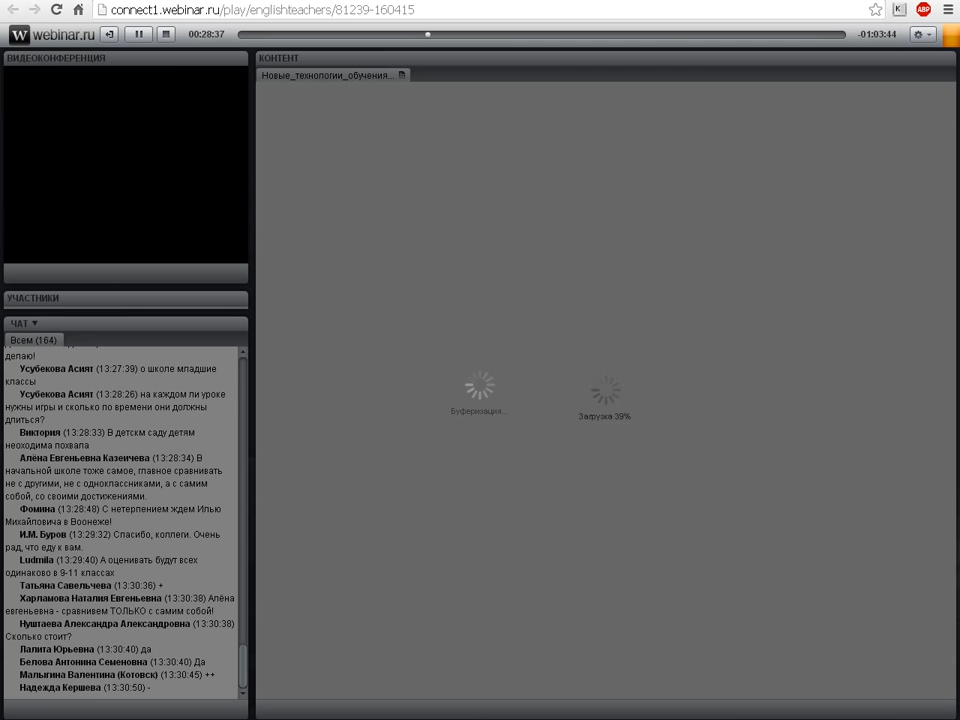 connect1.webinar.ru/play/englishteachers/81239-160415
W webinar.ru 00:28:37 -01:03:44
ВИДЕОКОНФЕРЕНЦИЯ
КОНТЕНТ
Новые_технологии_обучения...
Буферизация...
Загрузка 39%
УЧАСТНИКИ
ЧАТ
Всем (164)
делаю!
Усубекова Асият (13:27:39) о школе младшие
классы
Усубекова Асият (13:28:26) на каждом ли уроке
нужны игры и сколько по времени они должны
длиться?
Виктория (13:28:33) В детскм саду детям
неоходима похвала
Алёна Евгеньевна Казеичева (13:28:34) В
начальной школе тоже самое, главное сравнивать
не с другими, не с одноклассниками, а с самим
собой, со своими достижениями.
Фомина (13:28:48) С нетерпением ждем Илью
Михайловича в Воонеже!
И.М. Буров (13:29:32) Спасибо, коллеги. Очень
рад, что еду к вам.
Ludmila (13:29:40) А оценивать будут всех
одинаково в 9-11 классах
Татьяна Савельчева (13:30:36) +
Харламова Наталия Евгеньевна (13:30:38) Алёна
евгеньевна - сравнивем ТОЛЬКО с самим собой!
Нуштаева Александра Александровна (13:30:38)
Сколько стоит?
Лалита Юрьевна (13:30:40) да
Белова Антонина Семеновна (13:30:40) Да
Малыгина Валентина (Котовск) (13:30:45) ++
Надежда Кершева (13:30:50) -